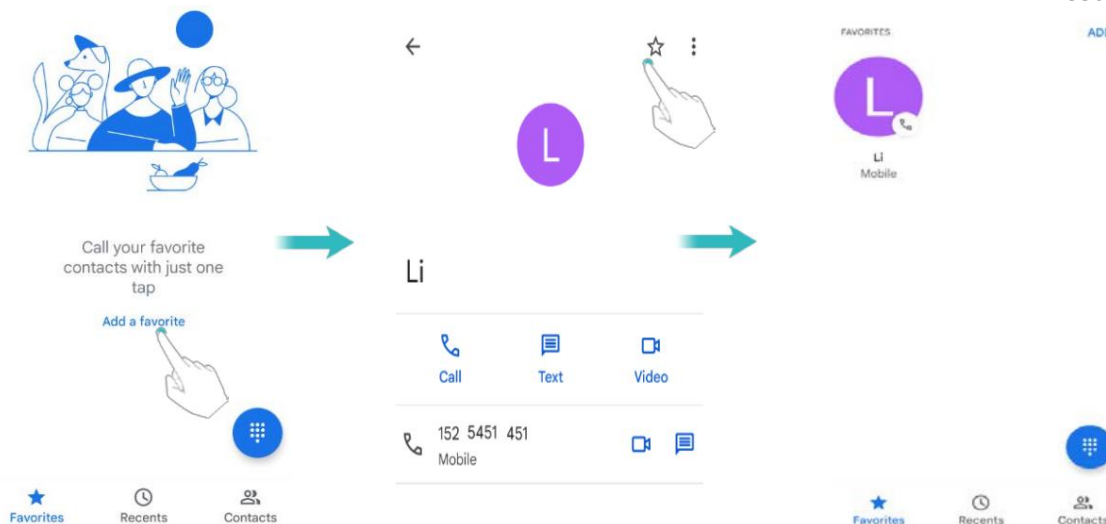 Call your favorite
contacts with just one
tap
Add a favorite
Favorites
Recents
Contacts
L
Li
Call
Text
Video
152 5451 451
Mobile
FAVORITES
L
Li
Mobile
Favorites
Recents
Contacts